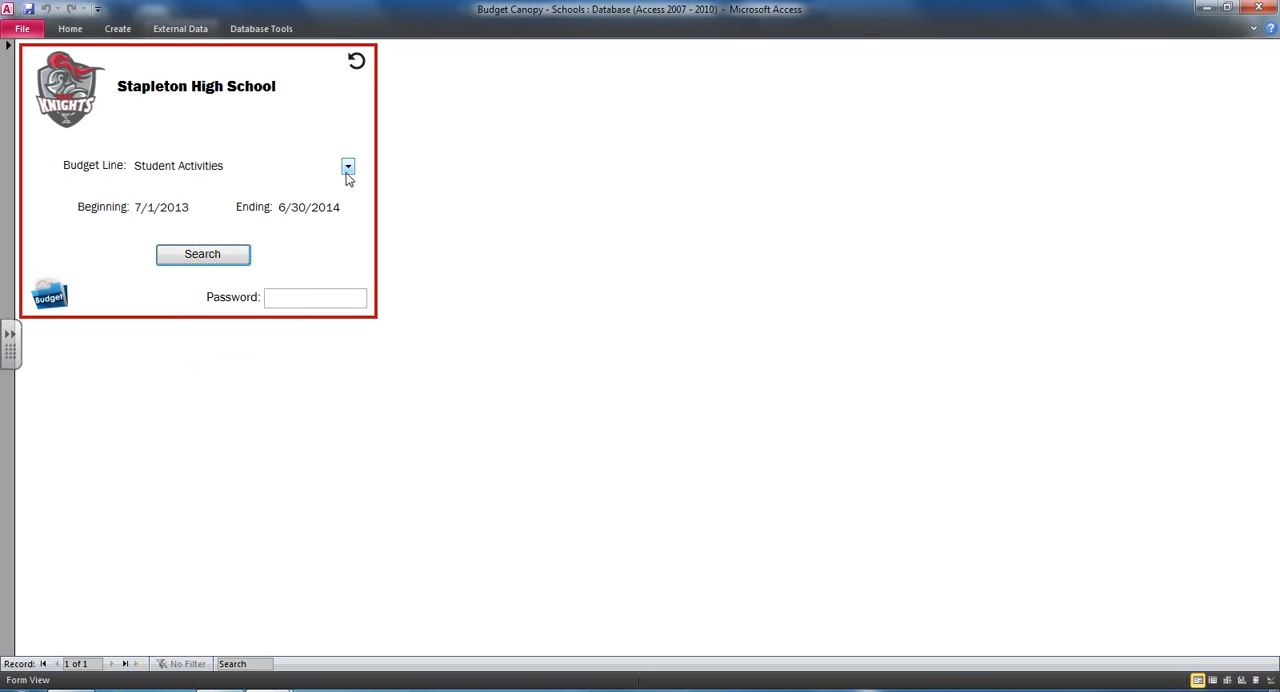 Budget Canopy - Schools : Database (Access 2007 - 2010) - Microsoft Access
File Home Create External Data Database Tools
KNIGHTS
Stapleton High School
Budget Line: Student Activities
Beginning: 7/1/2013 Ending: 6/30/2014
Search
Budget
Password:
Record: 1 of 1 No Filter Search
Form View